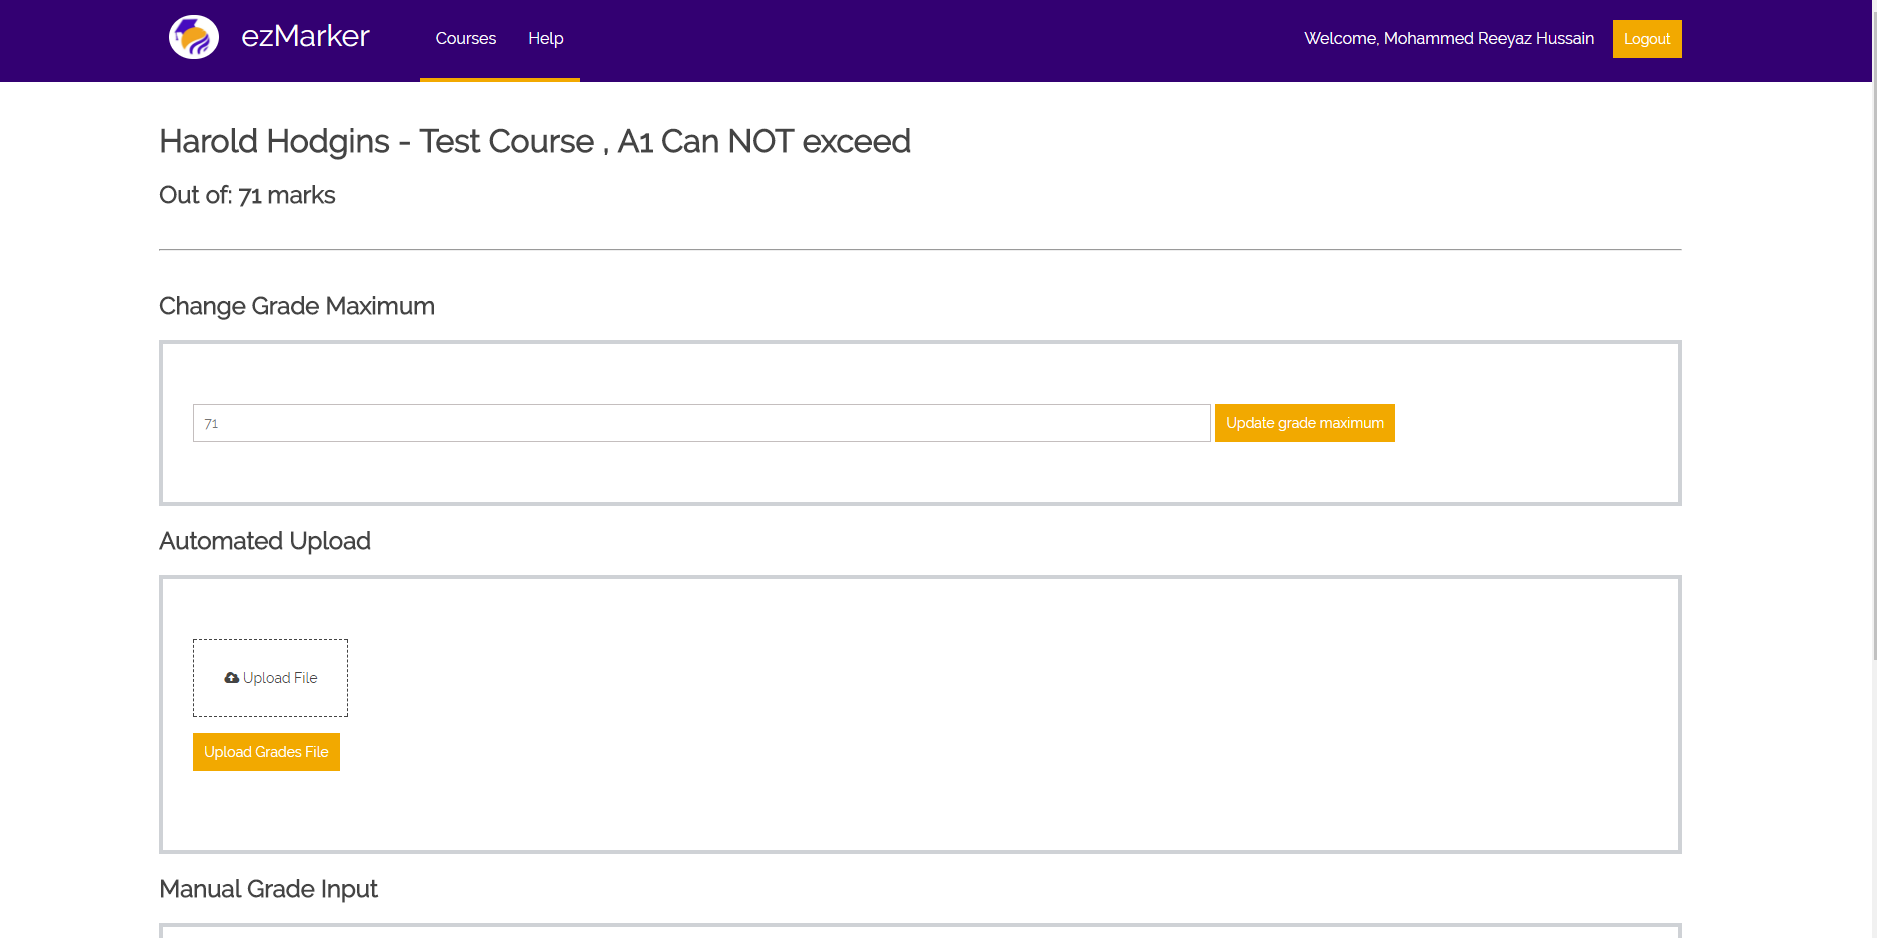 ezMarker
Courses
Help
Welcome, Mohammed Reeyaz Hussain
Logout
Harold Hodgins - Test Course , A1 Can NOT exceed
Out of: 71 marks
Change Grade Maximum
71
Update grade maximum
Automated Upload
Upload File
Upload Grades File
Manual Grade Input